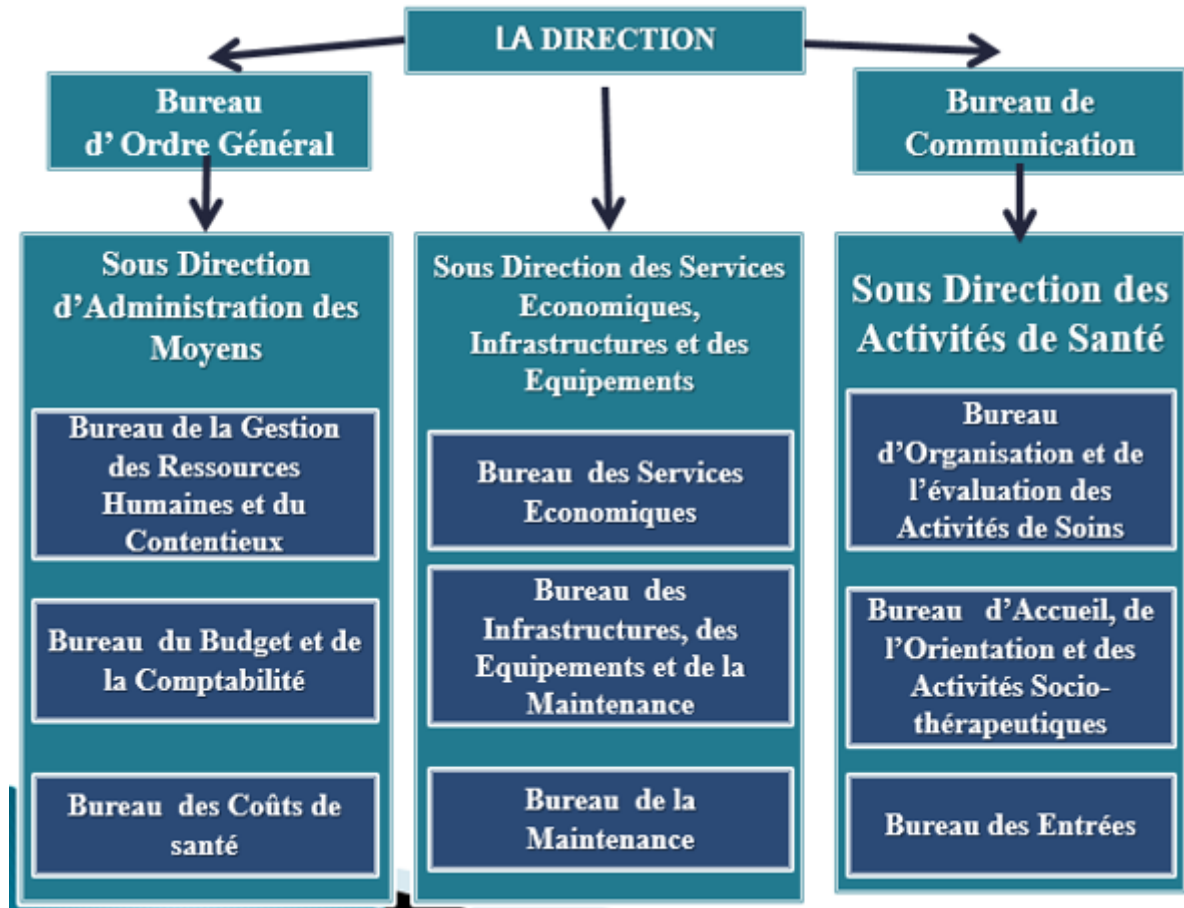 LA DIRECTION
Bureau
d' Ordre Général
Bureau de
Communication
Sous Direction
d'Administration des
Moyens
Bureau de la Gestion
des Ressources
Humaines et du
Contentieux
Bureau du Budget et de
la Comptabilité
Bureau des Coûts de
santé
Sous Direction des Services
Economiques,
Infrastructures et des
Equipements
Bureau des Services
Economiques
Bureau des
Infrastructures, des
Equipements et de la
Maintenance
Bureau de la
Maintenance
Sous Direction des
Activités de Santé
Bureau
d'Organisation et de
l'évaluation des
Activités de Soins
Bureau d'Accueil, de
l'Orientation et des
Activités Socio-
thérapeutiques
Bureau des Entrées